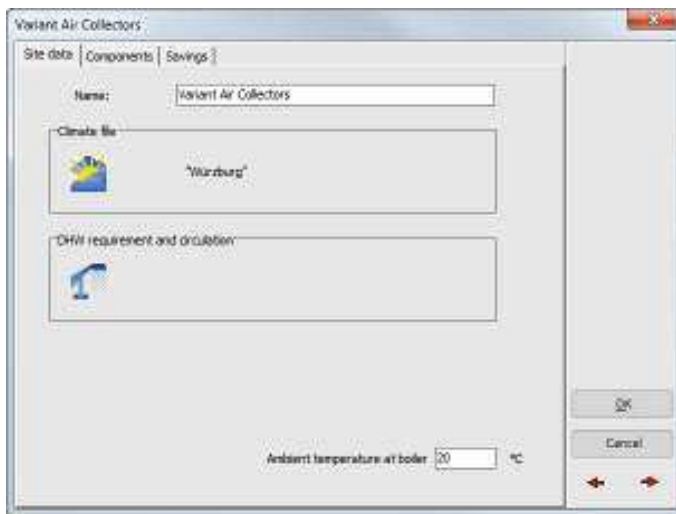 Variant Air Collectors
Site data Components Savings
Name: Variant Air Collectors
Climate file
"Würzburg"
DHW requirement and circulation
OK
Cancel
Ambient temperature at boiler 20 °C